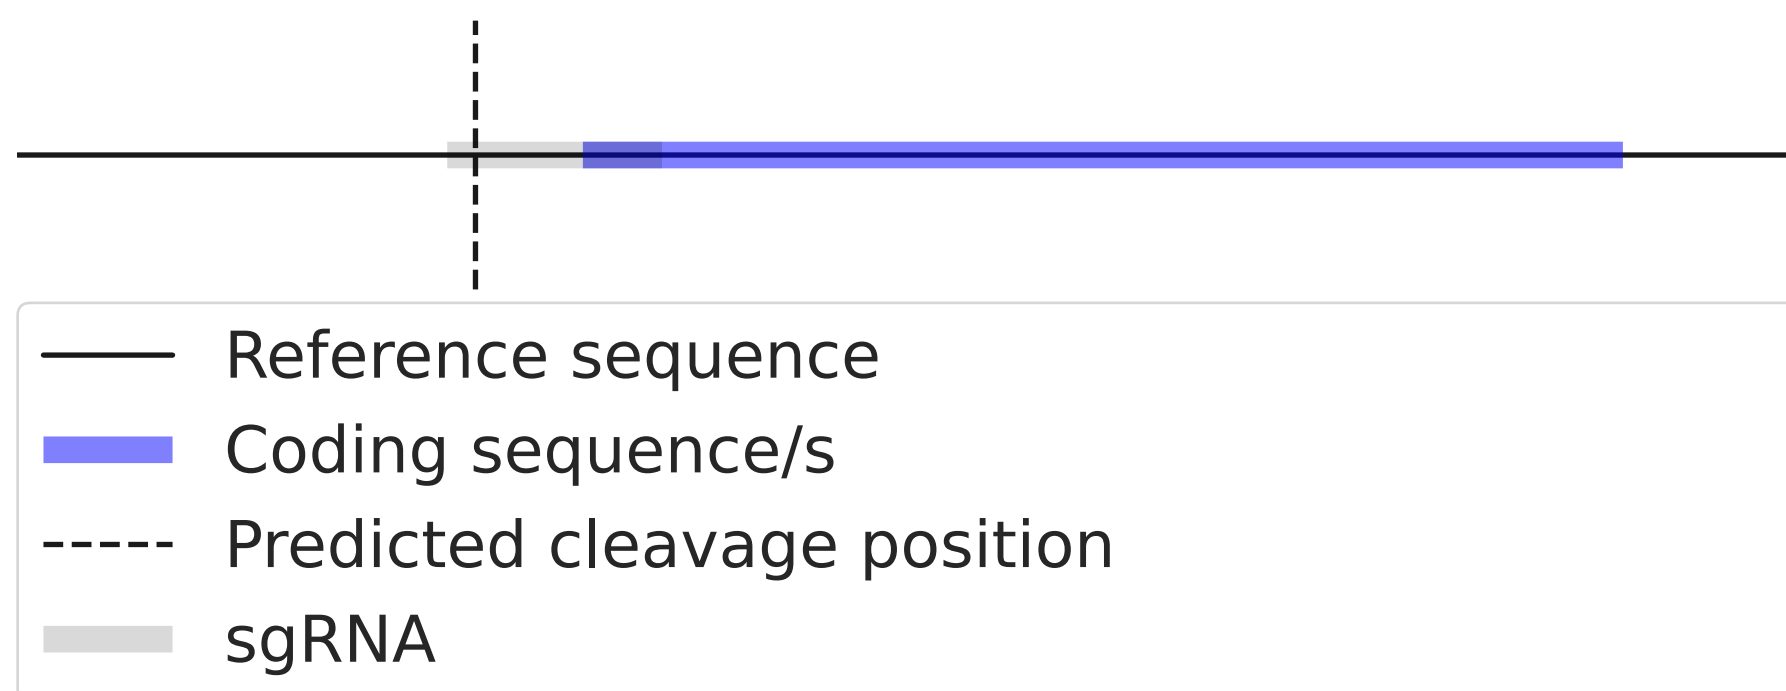 Reference sequence
Coding sequence/s
Predicted cleavage position
sgRNA